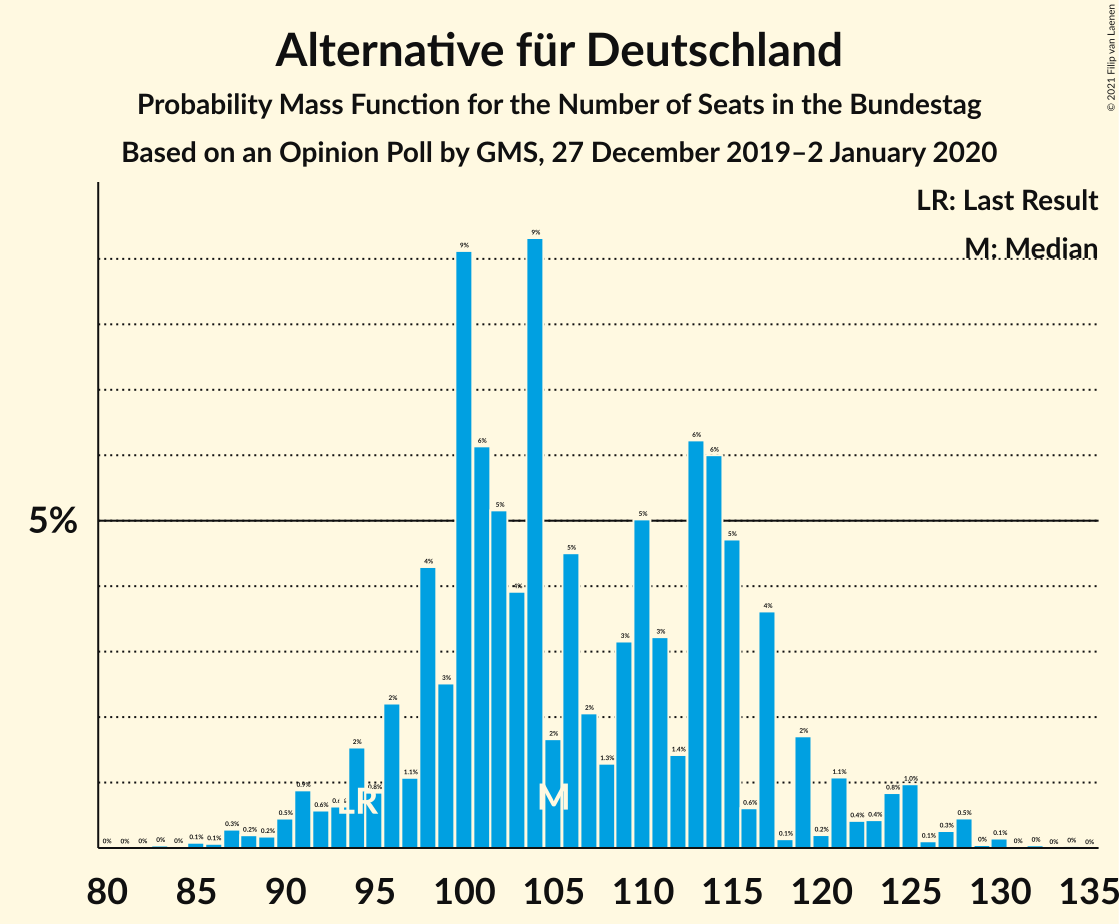 Alternative für Deutschland
Probability Mass Function for the Number of Seats in the Bundestag
Based on an Opinion Poll by GMS, 27 December 2019–2 January 2020
© 2021 Filip van Laenen
LR: Last Result
M: Median
5%
0% 0% 0% 0% 0% 0.1% 0.1% 0.3% 0.2% 0.2% 0.5% 0.9% 0.6% 2% 0.8% 2% 1.1% 4% 3% 9% 6% 5% 4% 9% 2% 5% 2% 1.3% 3% 5% 3% 1.4% 6% 6% 5% 0.6% 4% 0.1% 2% 0.2% 1.1% 0.4% 0.4% 0.8% 1.0% 0.1% 0.3% 0.5% 0% 0.1% 0% 0% 0% 0% 0%
LR M
80 85 90 95 100 105 110 115 120 125 130 135